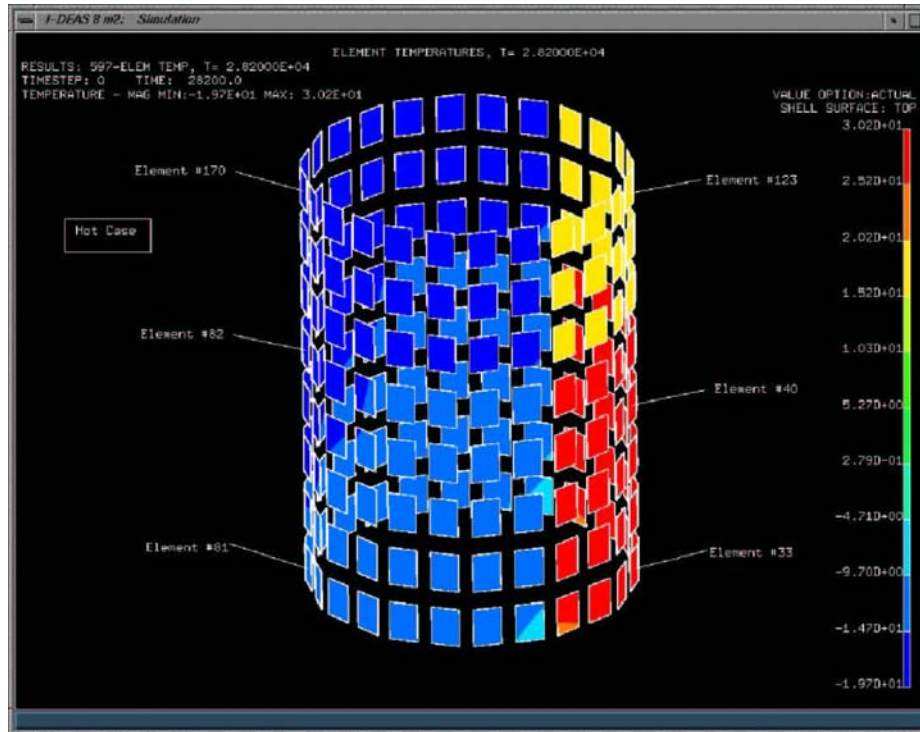 I-DEAS 8 m2: Simulation
ELEMENT TEMPERATURES, T= 2.82000E+04
RESULTS: 597-ELEM TEMP, T= 2.82000E+04
TIMESTEP: 0 TIME: 28200.0
TEMPERATURE - MAG MIN:-1.97E+01 MAX: 3.02E+01
VALUE OPTION:ACTUAL
SHELL SURFACE: TOP
3.02D+01
Element #170
Element #123
2.52D+01
Hot Case
2.02D+01
1.52D+01
Element #82
1.03D+01
Element #40
5.27D+00
2.79D-01
-4.71D+00
Element #81
Element #33
-9.70D+00
-1.47D+01
-1.97D+01